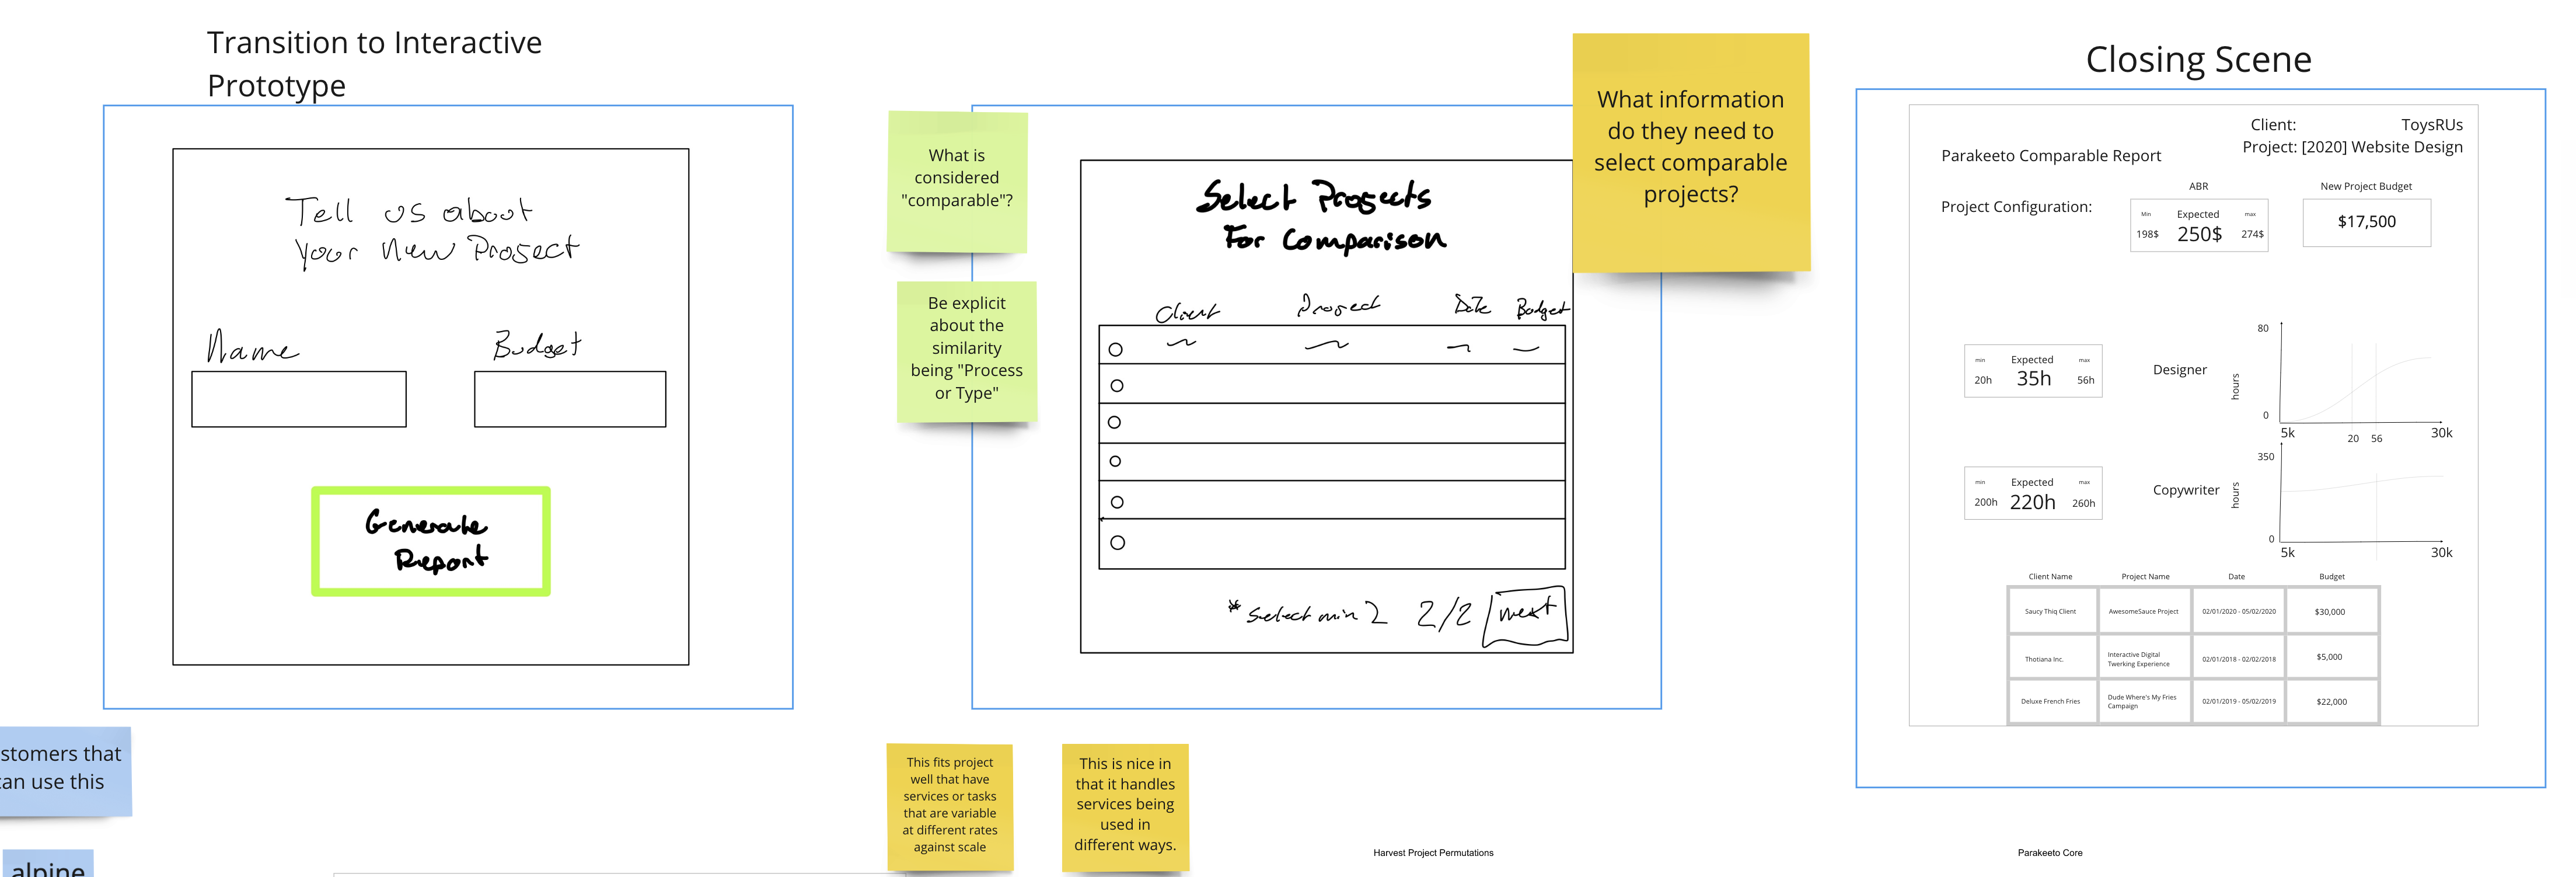 Transition to Interactive
Prototype
Tell us about
your New Project
Name
Budget
Generate
Report
stomers that
can use this
alpine
What is
considered
"comparable"?
Be explicit
about the
similarity
being "Process
or Type"
Select Projects
For Comparison
Client Project Date Budget
* select min 2 2/2 next
What information
do they need to
select comparable
projects?
This fits project
well that have
services or tasks
that are variable
at different rates
against scale
This is nice in
that it handles
services being
used in
different ways.
Harvest Project Permutations
Closing Scene
Client: ToysRUs
Project: [2020] Website Design
Parakeeto Comparable Report
ABR
New Project Budget
Project Configuration:
Min Expected max
198$ 250$ 274$
$17,500
min Expected max
20h 35h 56h
Designer
hours
80
0
5k 20 56 30k
min Expected max
200h 220h 260h
Copywriter
hours
350
0
5k 30k
Client Name Project Name Date Budget
Saucy Thiq Client AwesomeSauce Project 02/01/2020 - 05/02/2020 $30,000
Thotiana Inc. Interactive Digital
Twerking Experience 02/01/2018 - 02/02/2018 $5,000
Deluxe French Fries Dude Where's My Fries
Campaign 02/01/2019 - 05/02/2019 $22,000
Parakeeto Core